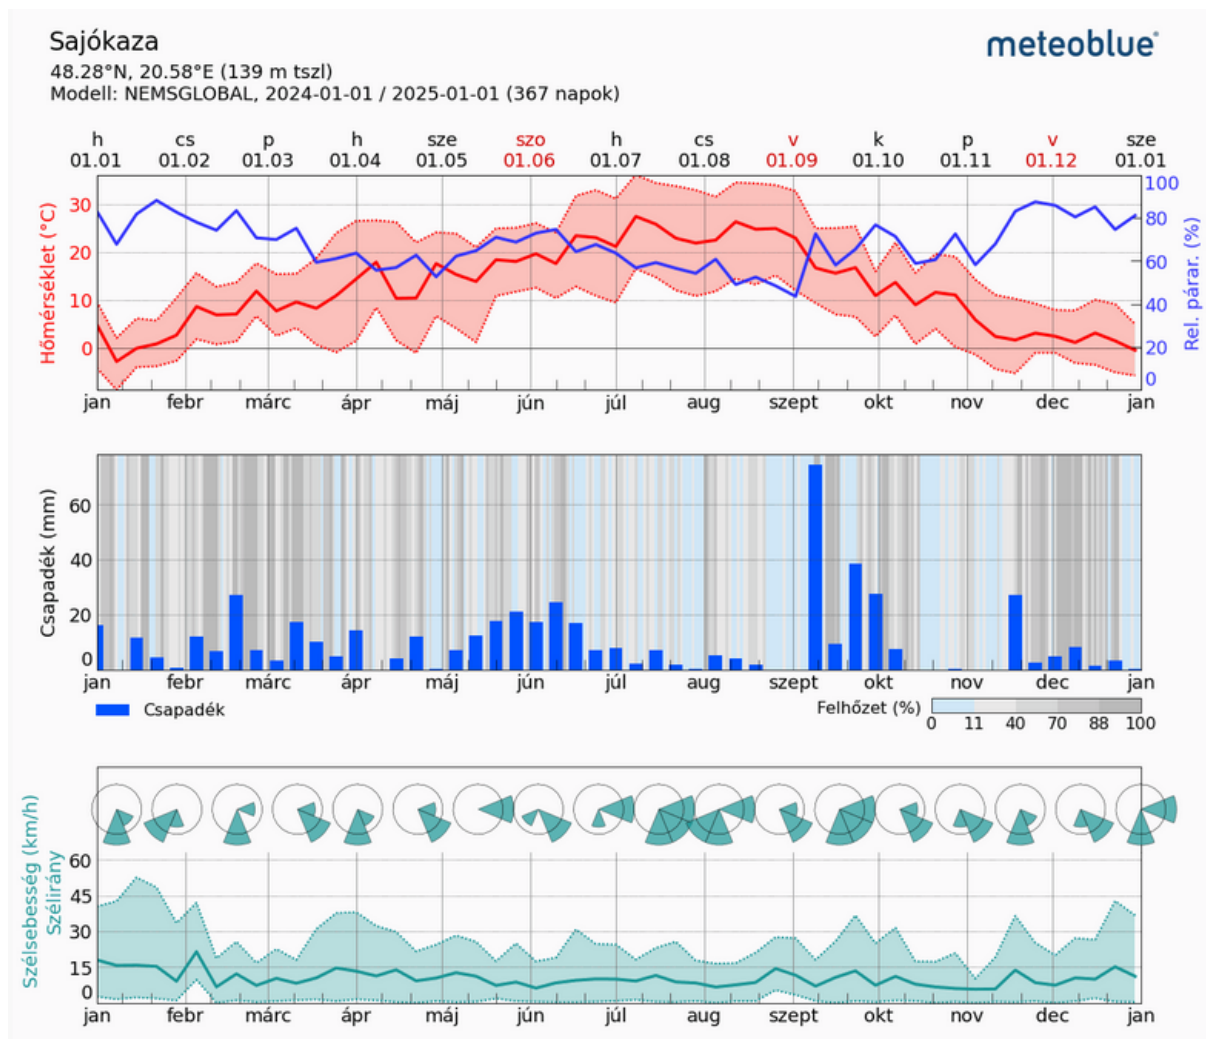 Sajókaza
meteoblue
48.28°N, 20.58°E (139 m tszl)
Modell: NEMSGLOBAL, 2024-01-01 / 2025-01-01 (367 napok)
h cs p h sze szo h cs v k p v sze
01.01 01.02 01.03 01.04 01.05 01.06 01.07 01.08 01.09 01.10 01.11 01.12 01.01
Hőmérséklet (°C)
30
20
10
0
Rel. párar. (%)
100
80
60
40
20
0
jan febr márc ápr máj jún júl aug szept okt nov dec jan
Csapadék (mm)
60
40
20
0
jan febr márc ápr máj jún júl aug szept okt nov dec jan
Csapadék
Felhőzet (%)
0 11 40 70 88 100
Szélsebesség (km/h)
Szélirány
60
45
30
15
0
jan febr márc ápr máj jún júl aug szept okt nov dec jan